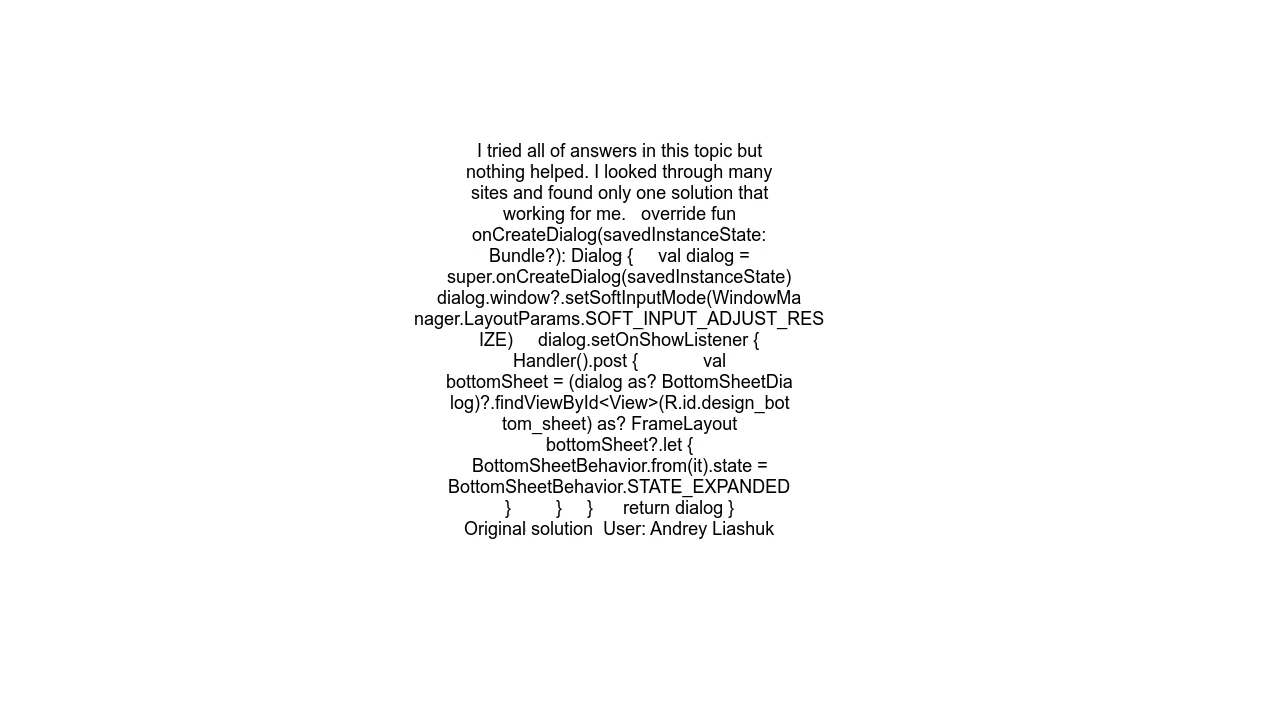 I tried all of answers in this topic but
nothing helped. I looked through many
sites and found only one solution that
working for me.   override fun
onCreateDialog(savedInstanceState:
Bundle?): Dialog {     val dialog =
super.onCreateDialog(savedInstanceState)
dialog.window?.setSoftInputMode(WindowMa
nager.LayoutParams.SOFT_INPUT_ADJUST_RES
IZE)     dialog.setOnShowListener {
Handler().post {             val
bottomSheet = (dialog as? BottomSheetDia
log)?.findViewById<View>(R.id.design_bot
tom_sheet) as? FrameLayout
bottomSheet?.let {
BottomSheetBehavior.from(it).state =
BottomSheetBehavior.STATE_EXPANDED
}         }     }      return dialog }
Original solution  User: Andrey Liashuk